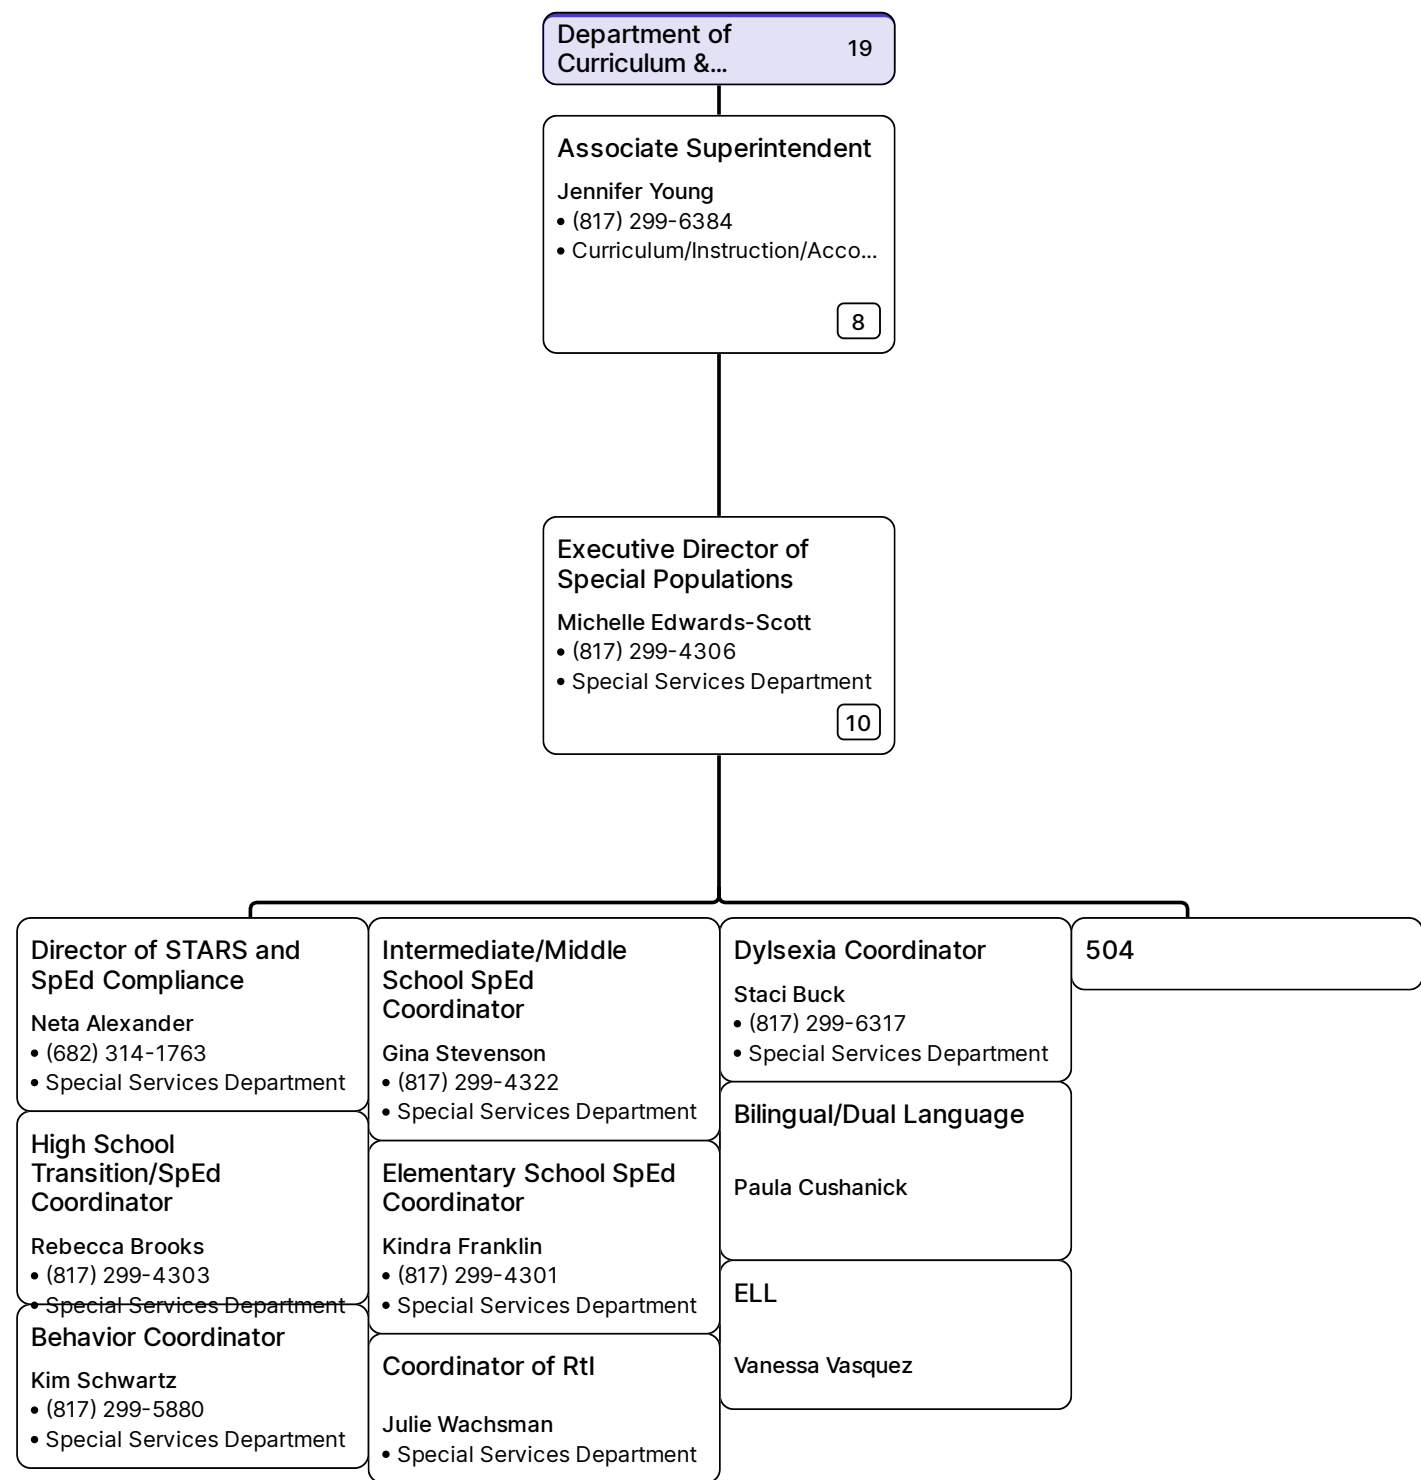 Department of
Curriculum &...
19
Associate Superintendent
Jennifer Young
• (817) 299-6384
• Curriculum/Instruction/Acco...
8
Executive Director of
Special Populations
Michelle Edwards-Scott
• (817) 299-4306
• Special Services Department
10
Director of STARS and
SpEd Compliance
Neta Alexander
• (682) 314-1763
• Special Services Department
High School
Transition/SpEd
Coordinator
Rebecca Brooks
• (817) 299-4303
• Special Services Department
Behavior Coordinator
Kim Schwartz
• (817) 299-5880
• Special Services Department
Intermediate/Middle
School SpEd
Coordinator
Gina Stevenson
• (817) 299-4322
• Special Services Department
Elementary School SpEd
Coordinator
Kindra Franklin
• (817) 299-4301
• Special Services Department
Coordinator of RtI
Julie Wachsman
• Special Services Department
Dylsexia Coordinator
Staci Buck
• (817) 299-6317
• Special Services Department
Bilingual/Dual Language
Paula Cushanick
ELL
Vanessa Vasquez
504